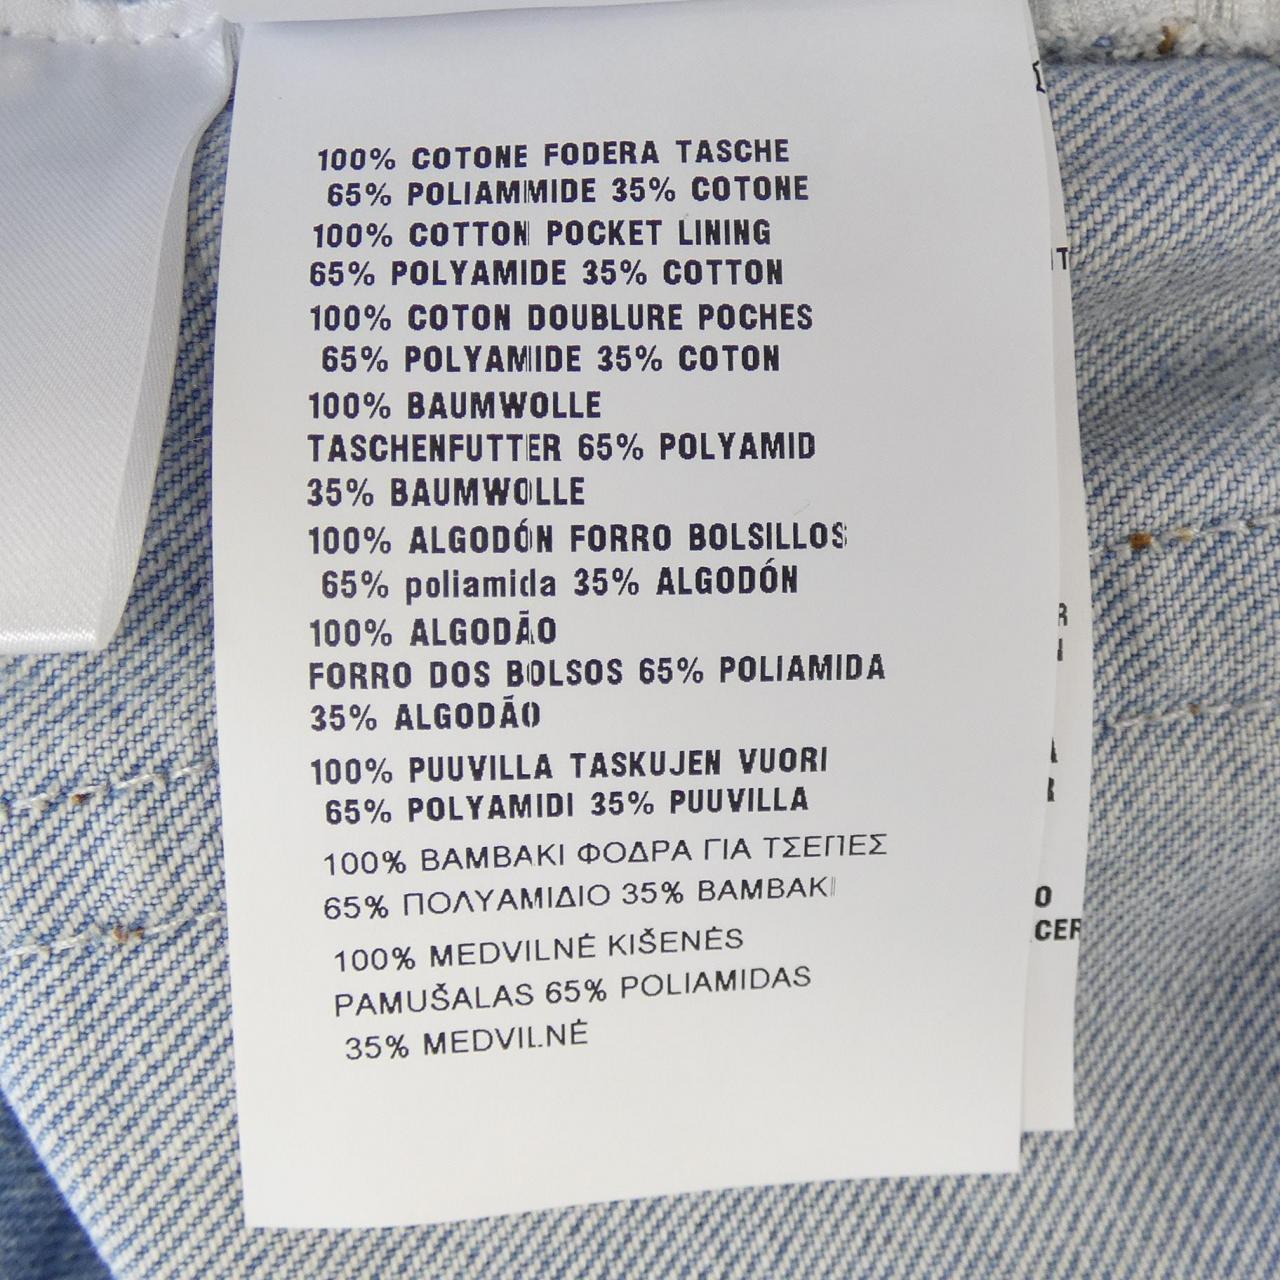 100% COTONE FODERA TASCHE
65% POLIAMMIDE 35% COTONE
100% COTTON POCKET LINING
65% POLYAMIDE 35% COTTON
100% COTON DOUBLURE POCHES
65% POLYAMIDE 35% COTON
100% BAUMWOLLE
TASCHENFUTTER 65% POLYAMID
35% BAUMWOLLE
100% ALGODÓN FORRO BOLSILLOS
65% poliamida 35% ALGODÓN
100% ALGODÃO
FORRO DOS BOLSOS 65% POLIAMIDA
35% ALGODÃO
100% PUUVILLA TASKUJEN VUORI
65% POLYAMIDI 35% PUUVILLA
100% ΒΑΜΒΑΚΙ ΦΟΔΡΑ ΓΙΑ ΤΣΕΠΕΣ
65% ΠΟΛΥΑΜΙΔΙΟ 35% ΒΑΜΒΑΚΙ
100% MEDVILNĖ KIŠENĖS
PAMUŠALAS 65% POLIAMIDAS
35% MEDVILNĖ